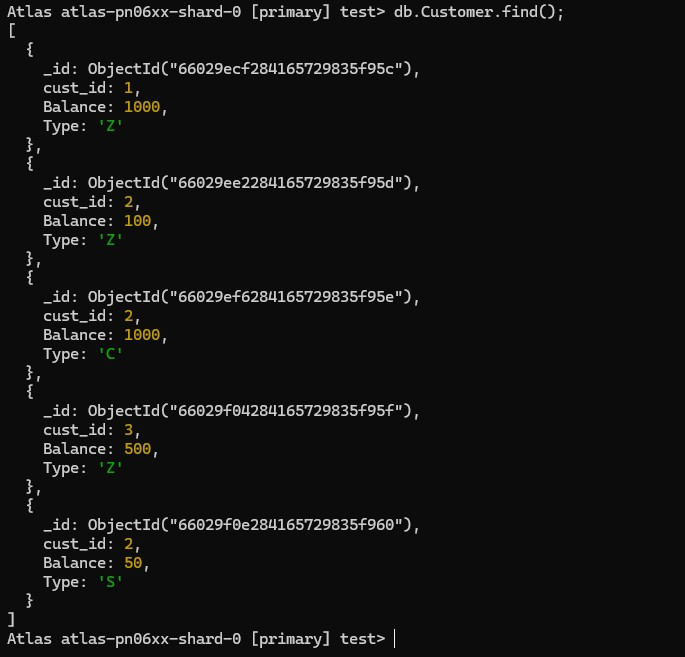 Atlas atlas-pn06xx-shard-0 [primary] test> db.Customer.find();
[
  {
    _id: ObjectId("66029ecf284165729835f95c"),
    cust_id: 1,
    Balance: 1000,
    Type: 'Z'
  },
  {
    _id: ObjectId("66029ee2284165729835f95d"),
    cust_id: 2,
    Balance: 100,
    Type: 'Z'
  },
  {
    _id: ObjectId("66029ef6284165729835f95e"),
    cust_id: 2,
    Balance: 1000,
    Type: 'C'
  },
  {
    _id: ObjectId("66029f04284165729835f95f"),
    cust_id: 3,
    Balance: 500,
    Type: 'Z'
  },
  {
    _id: ObjectId("66029f0e284165729835f960"),
    cust_id: 2,
    Balance: 50,
    Type: 'S'
  }
]
Atlas atlas-pn06xx-shard-0 [primary] test>